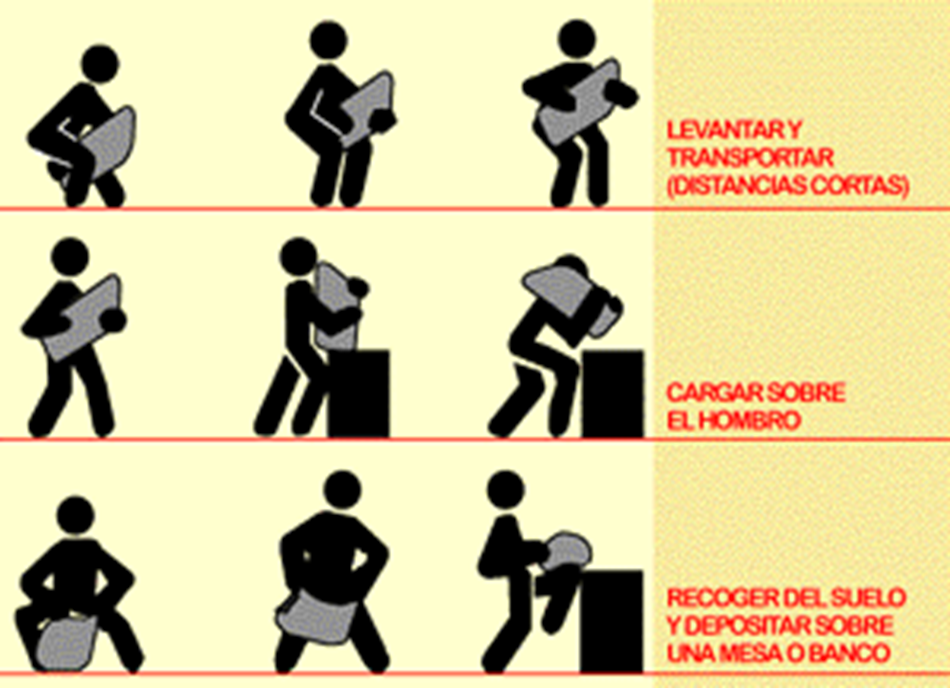 LEVANTAR Y
TRANSPORTAR
(DISTANCIAS CORTAS)
CARGAR SOBRE
EL HOMBRO
RECOGER DEL SUELO
Y DEPOSITAR SOBRE
UNA MESA O BANCO